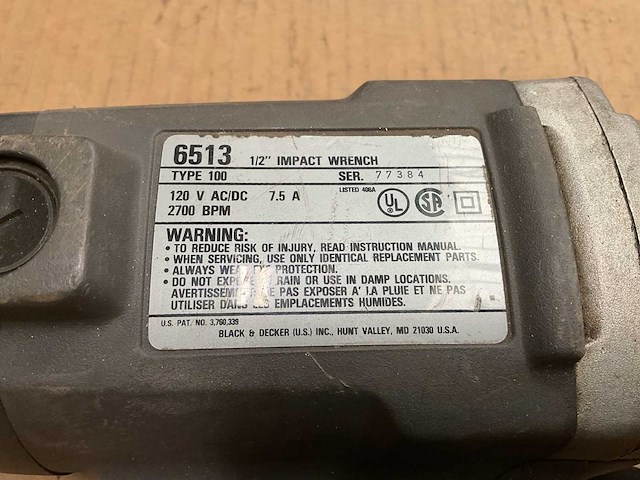 6513 1/2" IMPACT WRENCH
TYPE 100 SER. 77384
120 V AC/DC 7.5 A LISTED 406A
2700 BPM UL SA
WARNING:
• TO REDUCE RISK OF INJURY, READ INSTRUCTION MANUAL.
• WHEN SERVICING, USE ONLY IDENTICAL REPLACEMENT PARTS.
• ALWAYS WEAR EYE PROTECTION.
• DO NOT EXPOSE RAIN OR USE IN DAMP LOCATIONS.
AVERTISSEMENT NE PAS EXPOSER A' LA PLUIE ET NE PAS
UTILISER DANS LES EMPLACEMENTS HUMIDES.
U.S. PAT. NO. 3,760,339
BLACK & DECKER (U.S.) INC., HUNT VALLEY, MD 21030 U.S.A.